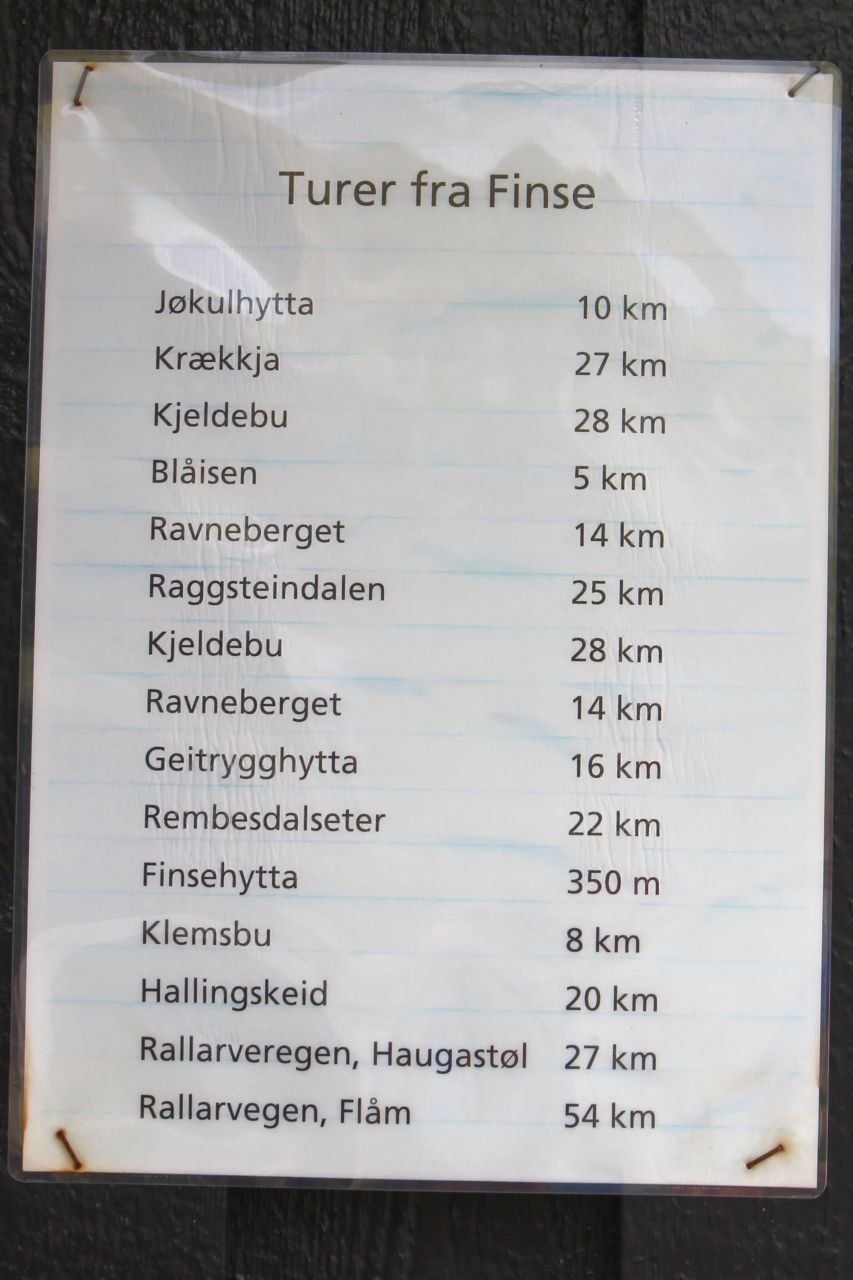 Turer fra Finse
Jøkulhytta 10 km
Krækkja 27 km
Kjeldebu 28 km
Blåisen 5 km
Ravneberget 14 km
Raggsteindalen 25 km
Kjeldebu 28 km
Ravneberget 14 km
Geitrygghytta 16 km
Rembesdalseter 22 km
Finsehytta 350 m
Klemsbu 8 km
Hallingskeid 20 km
Rallarveregen, Haugastøl 27 km
Rallarvegen, Flåm 54 km